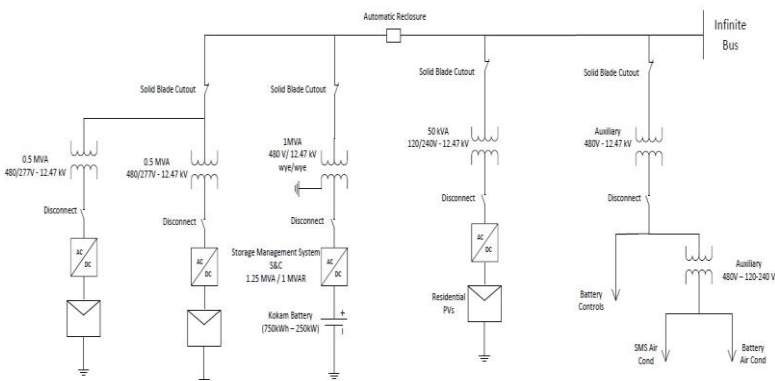 Automatic Reclosure
Infinite
Bus
Solid Blade Cutout
Solid Blade Cutout
Solid Blade Cutout
Solid Blade Cutout
0.5 MVA
480/277V - 12.47 kV
0.5 MVA
480/277V - 12.47 kV
1MVA
480 V/ 12.47 kV
wye/wye
50 kVA
120/240V - 12.47 kV
Auxiliary
480V - 12.47 kV
Disconnect
Disconnect
Disconnect
Disconnect
Disconnect
AC
DC
AC
DC
Storage Management System
S&C
1.25 MVA / 1 MVAR
AC
DC
AC
DC
Auxiliary
480V – 120-240 V
Kokam Battery
(750kWh – 250kW)
+
-
Residential
PVs
Battery
Controls
SMS Air
Cond
Battery
Air Cond